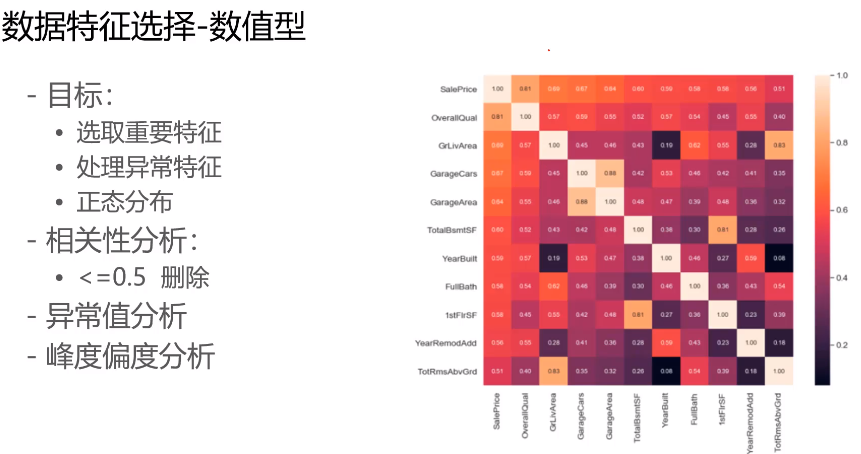 数据特征选择-数值型
- 目标：
• 选取重要特征
• 处理异常特征
• 正态分布
- 相关性分析：
• <=0.5 删除
- 异常值分析
- 峰度偏度分析
SalePrice 1.00 0.81 0.69 0.67 0.64 0.60 0.59 0.58 0.58 0.56 0.51
OverallQual 0.81 1.00 0.57 0.59 0.55 0.52 0.57 0.54 0.45 0.55 0.40
GrLivArea 0.69 0.57 1.00 0.45 0.46 0.43 0.19 0.62 0.55 0.28 0.83
GarageCars 0.67 0.59 0.45 1.00 0.88 0.42 0.53 0.46 0.42 0.41 0.35
GarageArea 0.64 0.55 0.46 0.88 1.00 0.48 0.47 0.39 0.48 0.36 0.32
TotalBsmtSF 0.60 0.52 0.43 0.42 0.48 1.00 0.38 0.30 0.81 0.28 0.26
YearBuilt 0.59 0.57 0.19 0.53 0.47 0.38 1.00 0.46 0.27 0.59 0.08
FullBath 0.58 0.54 0.62 0.46 0.39 0.30 0.46 1.00 0.36 0.43 0.54
1stFlrSF 0.58 0.45 0.55 0.42 0.48 0.81 0.27 0.36 1.00 0.23 0.39
YearRemodAdd 0.56 0.55 0.28 0.41 0.36 0.28 0.59 0.43 0.23 1.00 0.18
TotRmsAbvGrd 0.51 0.40 0.83 0.35 0.32 0.26 0.08 0.54 0.39 0.18 1.00
SalePrice
OverallQual
GrLivArea
GarageCars
GarageArea
TotalBsmtSF
YearBuilt
FullBath
1stFlrSF
YearRemodAdd
TotRmsAbvGrd
1.0
0.8
0.6
0.4
0.2